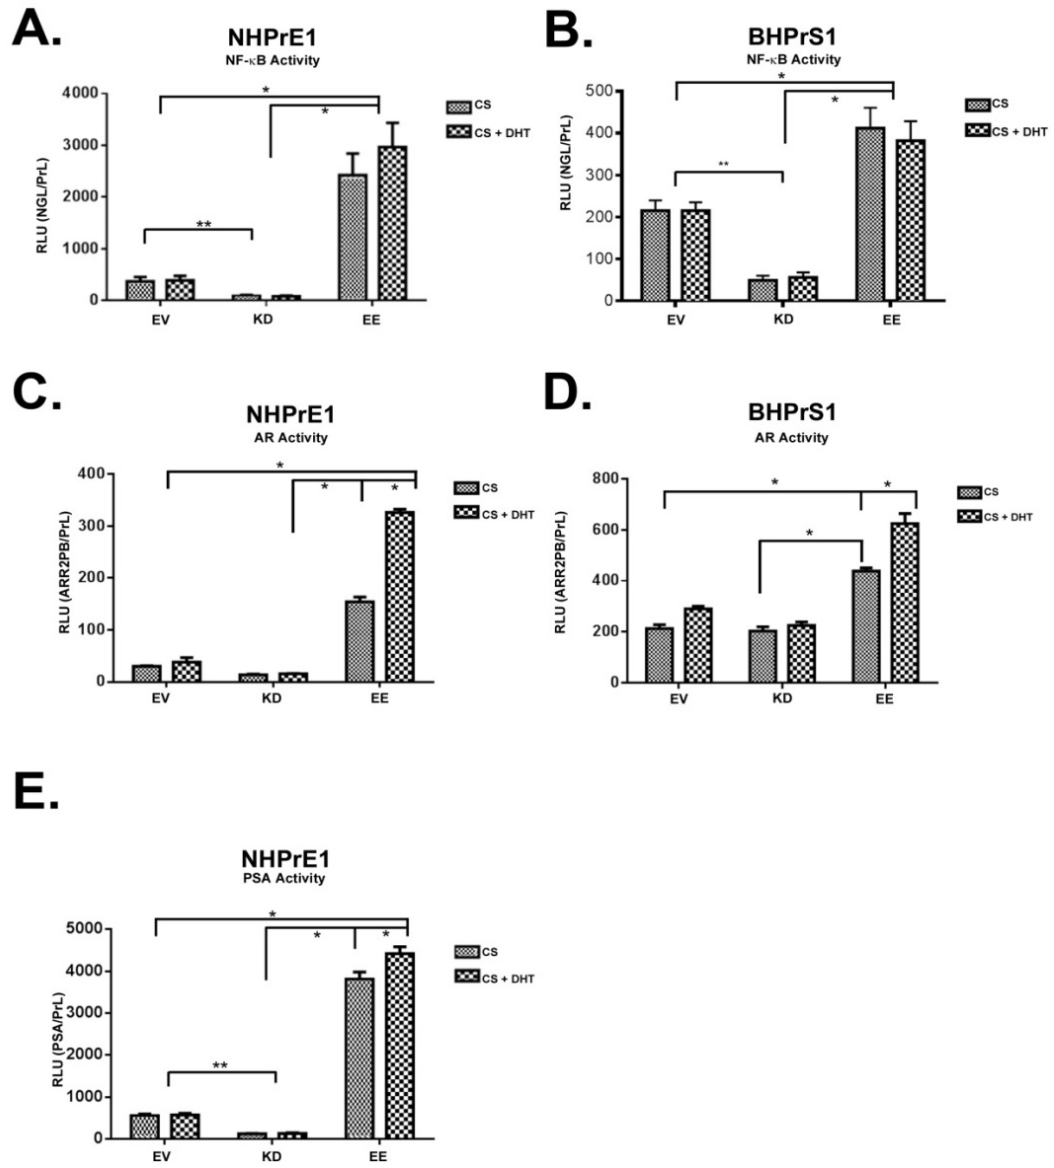 A.
NHPrE1
NF-κB Activity
RLU (NGL/PrL)
4000
3000
2000
1000
0
*
*
**
EV
KD
EE
CS
CS + DHT
B.
BHPrS1
NF-κB Activity
RLU (NGL/PrL)
500
400
300
200
100
0
*
*
**
EV
KD
EE
CS
CS + DHT
C.
NHPrE1
AR Activity
RLU (ARR2PB/PrL)
400
300
200
100
0
*
*
*
EV
KD
EE
CS
CS + DHT
D.
BHPrS1
AR Activity
RLU (ARR2PB/PrL)
800
600
400
200
0
*
*
*
EV
KD
EE
CS
CS + DHT
E.
NHPrE1
PSA Activity
RLU (PSA/PrL)
5000
4000
3000
2000
1000
0
*
*
*
**
EV
KD
EE
CS
CS + DHT